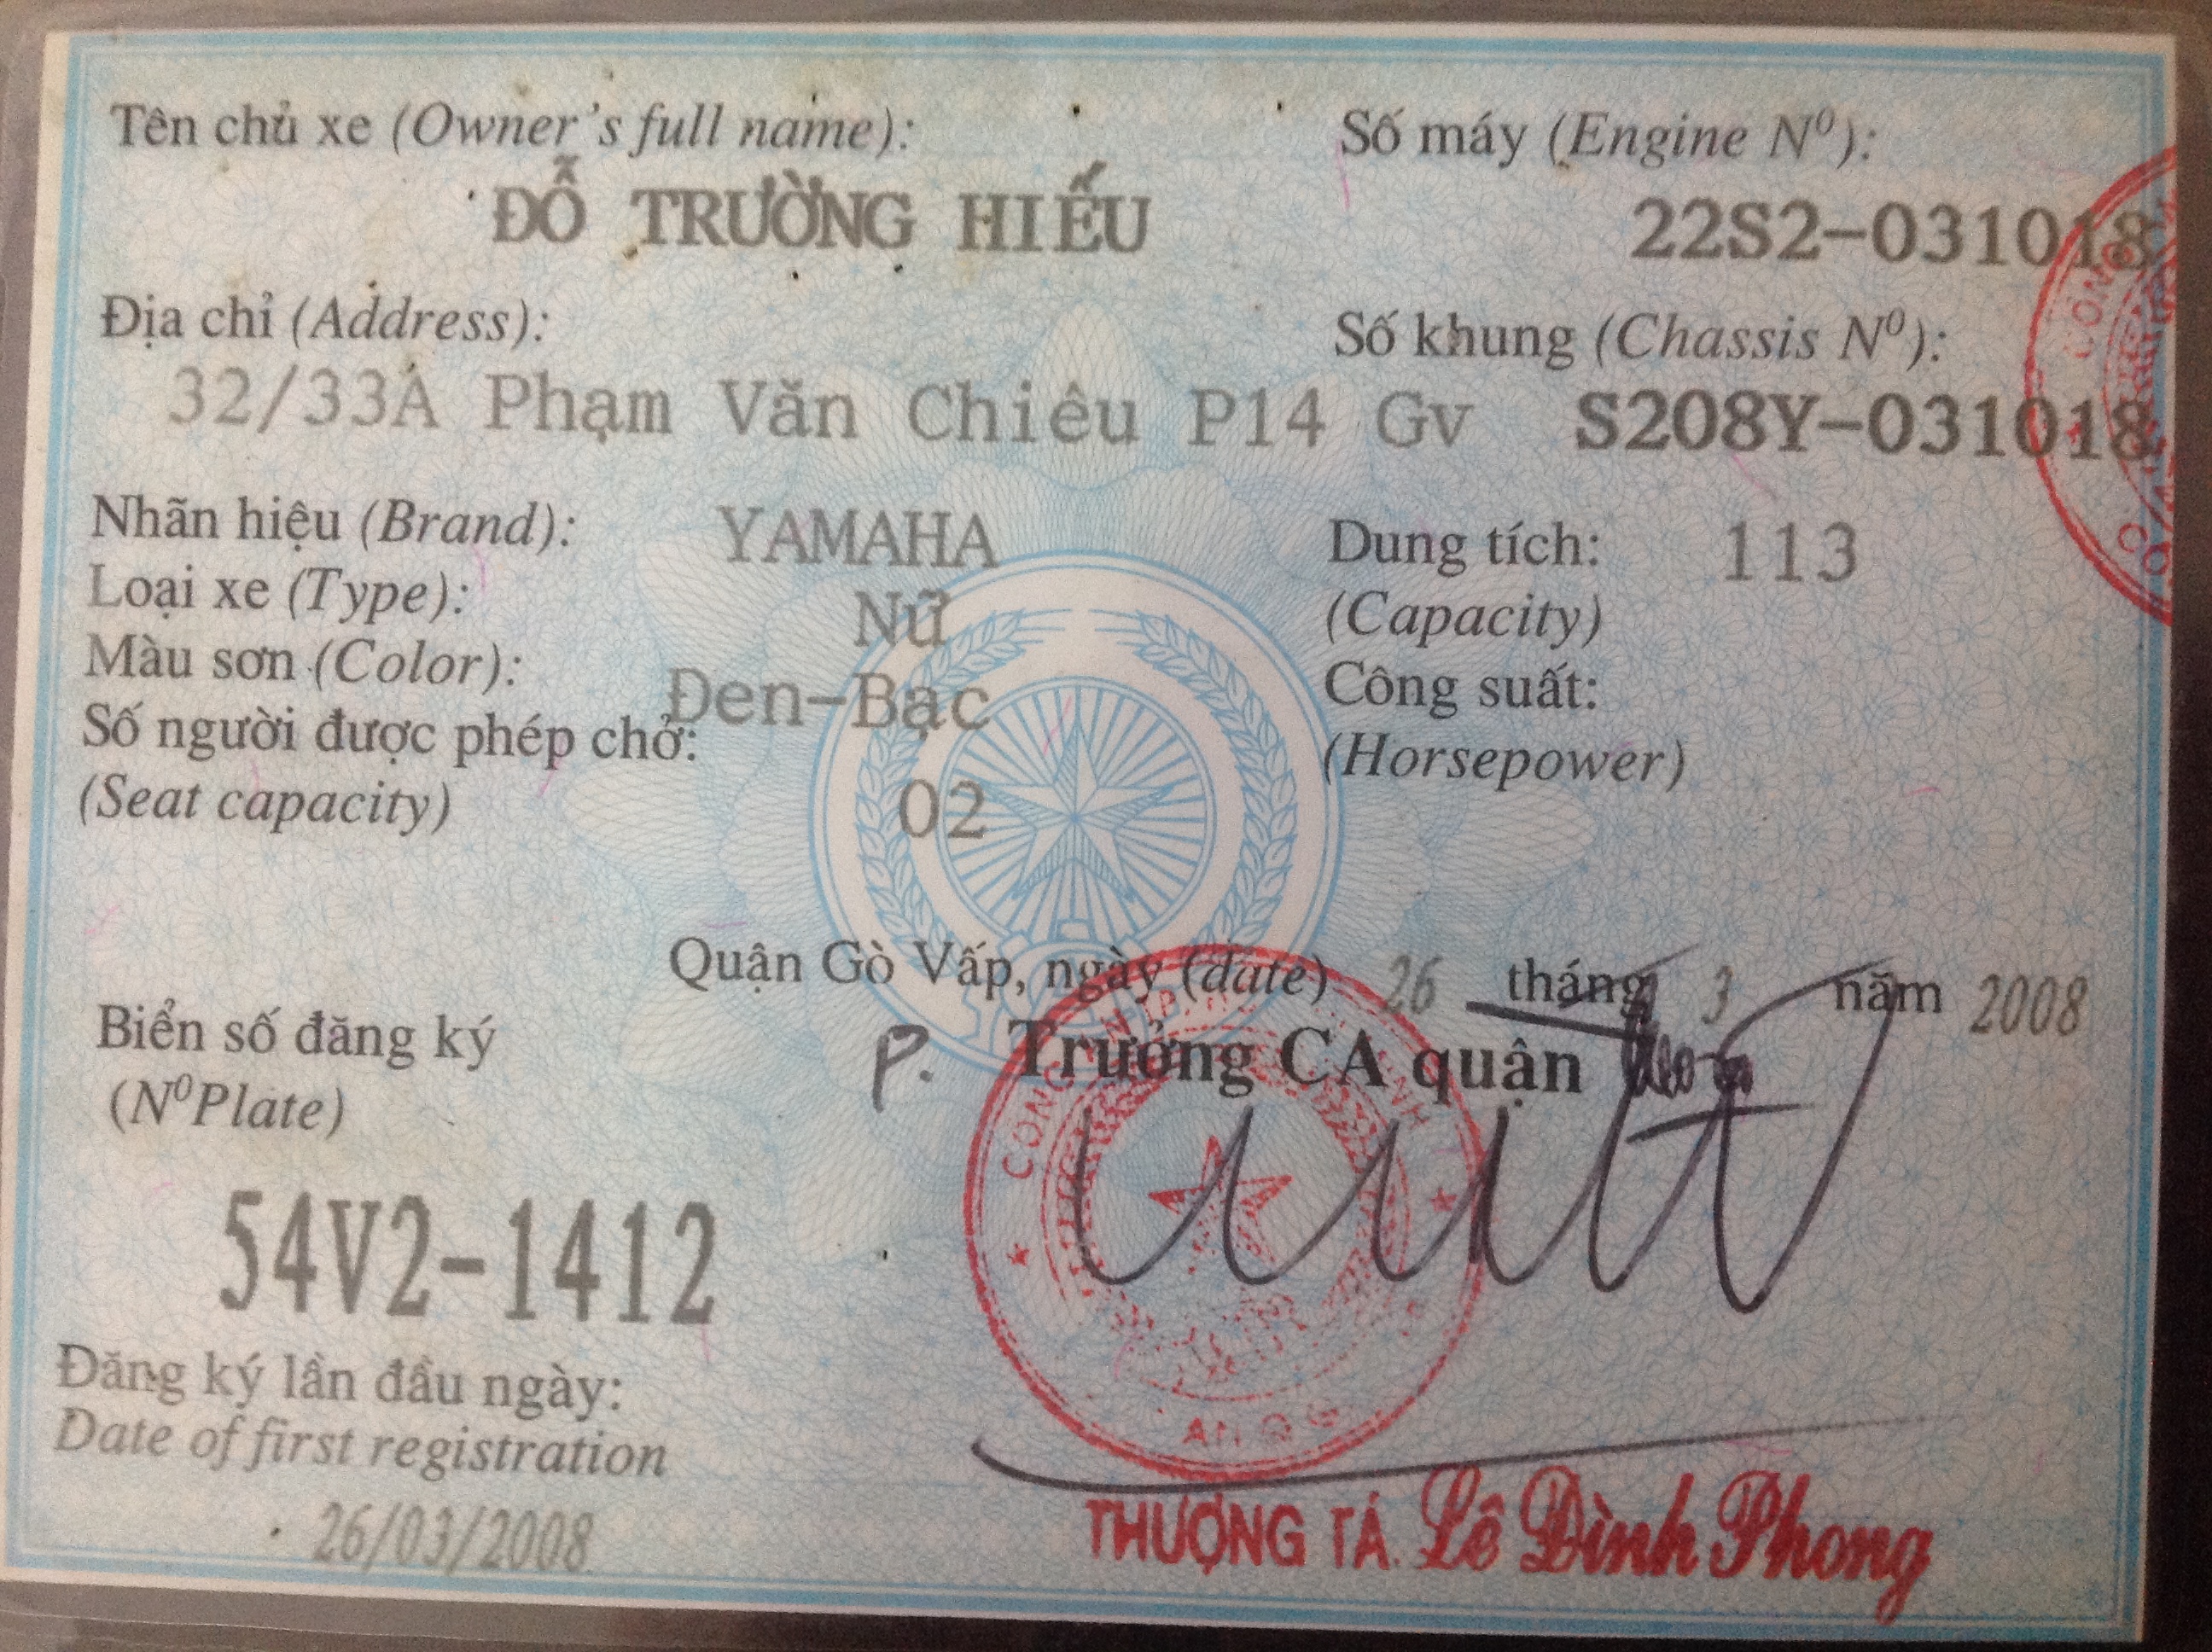 Tên chủ xe (Owner's full name):
ĐỖ TRƯỜNG HIẾU
Số máy (Engine Nº):
22S2-031018
Địa chỉ (Address):
32/33A Phạm Văn Chiêu P14 Gv
Số khung (Chassis Nº):
S208Y-031018
Nhãn hiệu (Brand): YAMAHA
Loại xe (Type): Nữ
Màu sơn (Color): Đen-Bạc
Số người được phép chở:
(Seat capacity) 02
Dung tích: 113
(Capacity)
Công suất:
(Horsepower)
Quận Gò Vấp, ngày (date) 26 tháng 3 năm 2008
P. Trưởng CA quận
Biển số đăng ký
(NºPlate)
54V2-1412
Đăng ký lần đầu ngày:
Date of first registration
26/03/2008
THƯỢNG TÁ. Lê Đình Phong